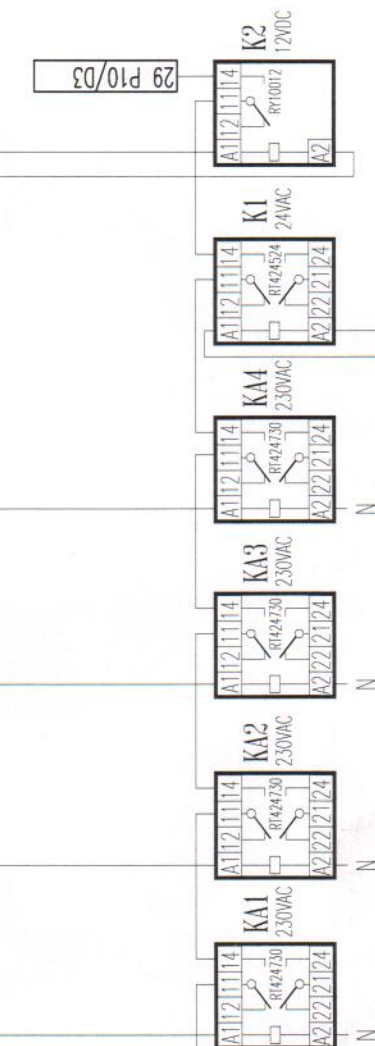 29 P10/D3
K2
12VDC
A1 12 11 14
RY10012
A2
K1
24VAC
A1 12 11 14
RT424524
A2 22 21 24
KA4
230VAC
A1 12 11 14
RT424730
A2 22 21 24
N
KA3
230VAC
A1 12 11 14
RT424730
A2 22 21 24
N
KA2
230VAC
A1 12 11 14
RT424730
A2 22 21 24
N
KA1
230VAC
A1 12 11 14
RT424730
A2 22 21 24
N